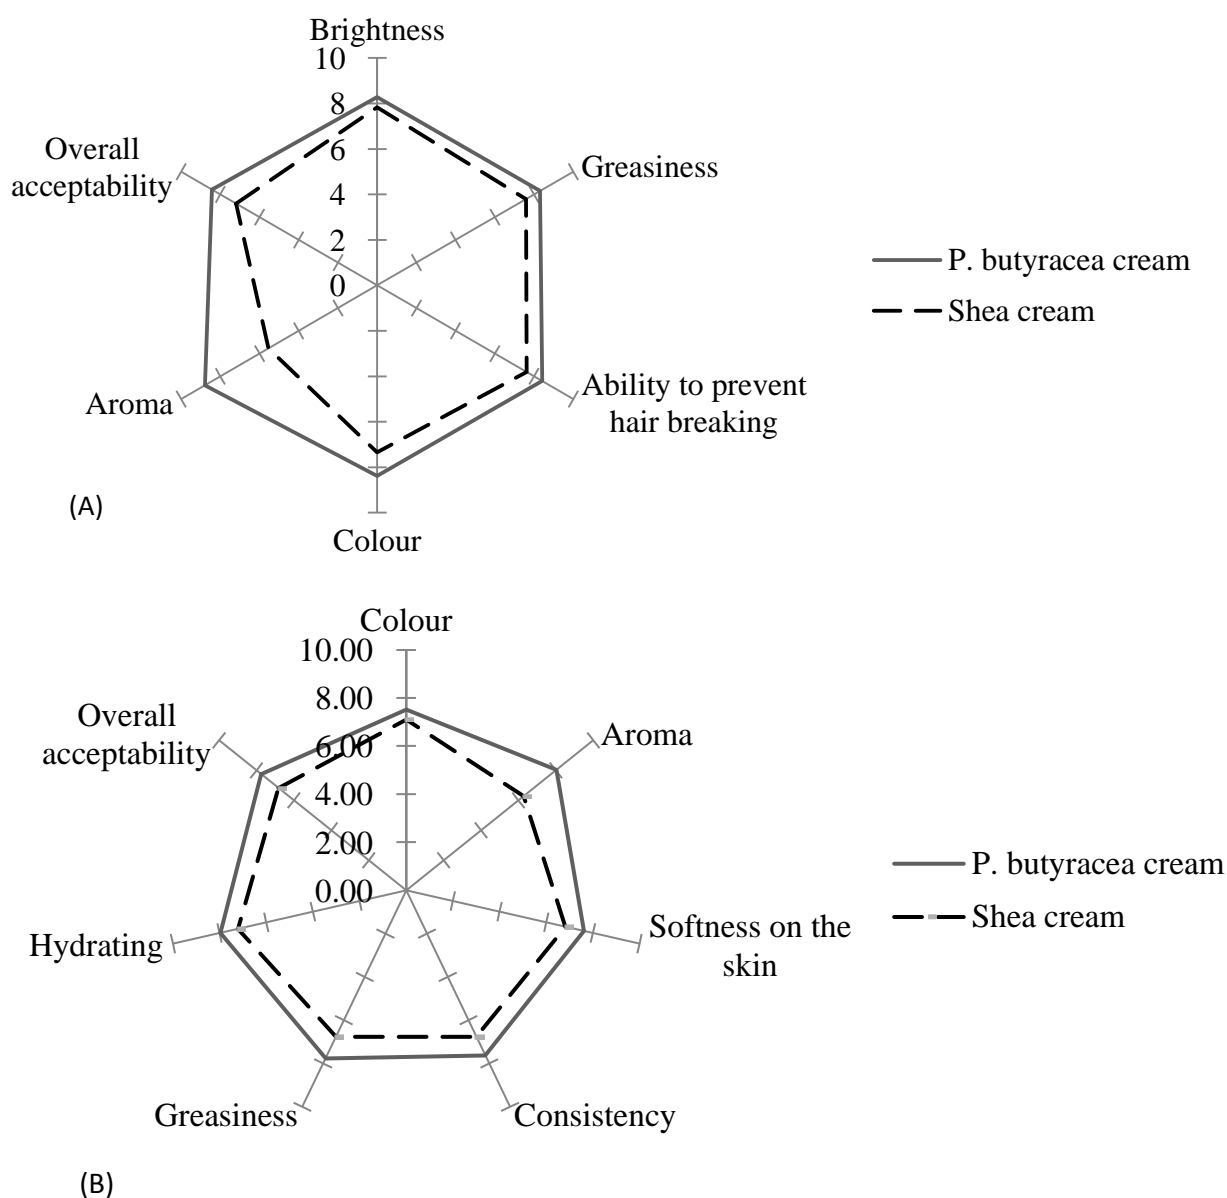 Brightness
10
8
6
4
2
0
Greasiness
Ability to prevent
hair breaking
Colour
Aroma
Overall
acceptability
P. butyracea cream
Shea cream
(A)
Colour
10.00
8.00
6.00
4.00
2.00
0.00
Aroma
Softness on the
skin
Consistency
Greasiness
Hydrating
Overall
acceptability
P. butyracea cream
Shea cream
(B)